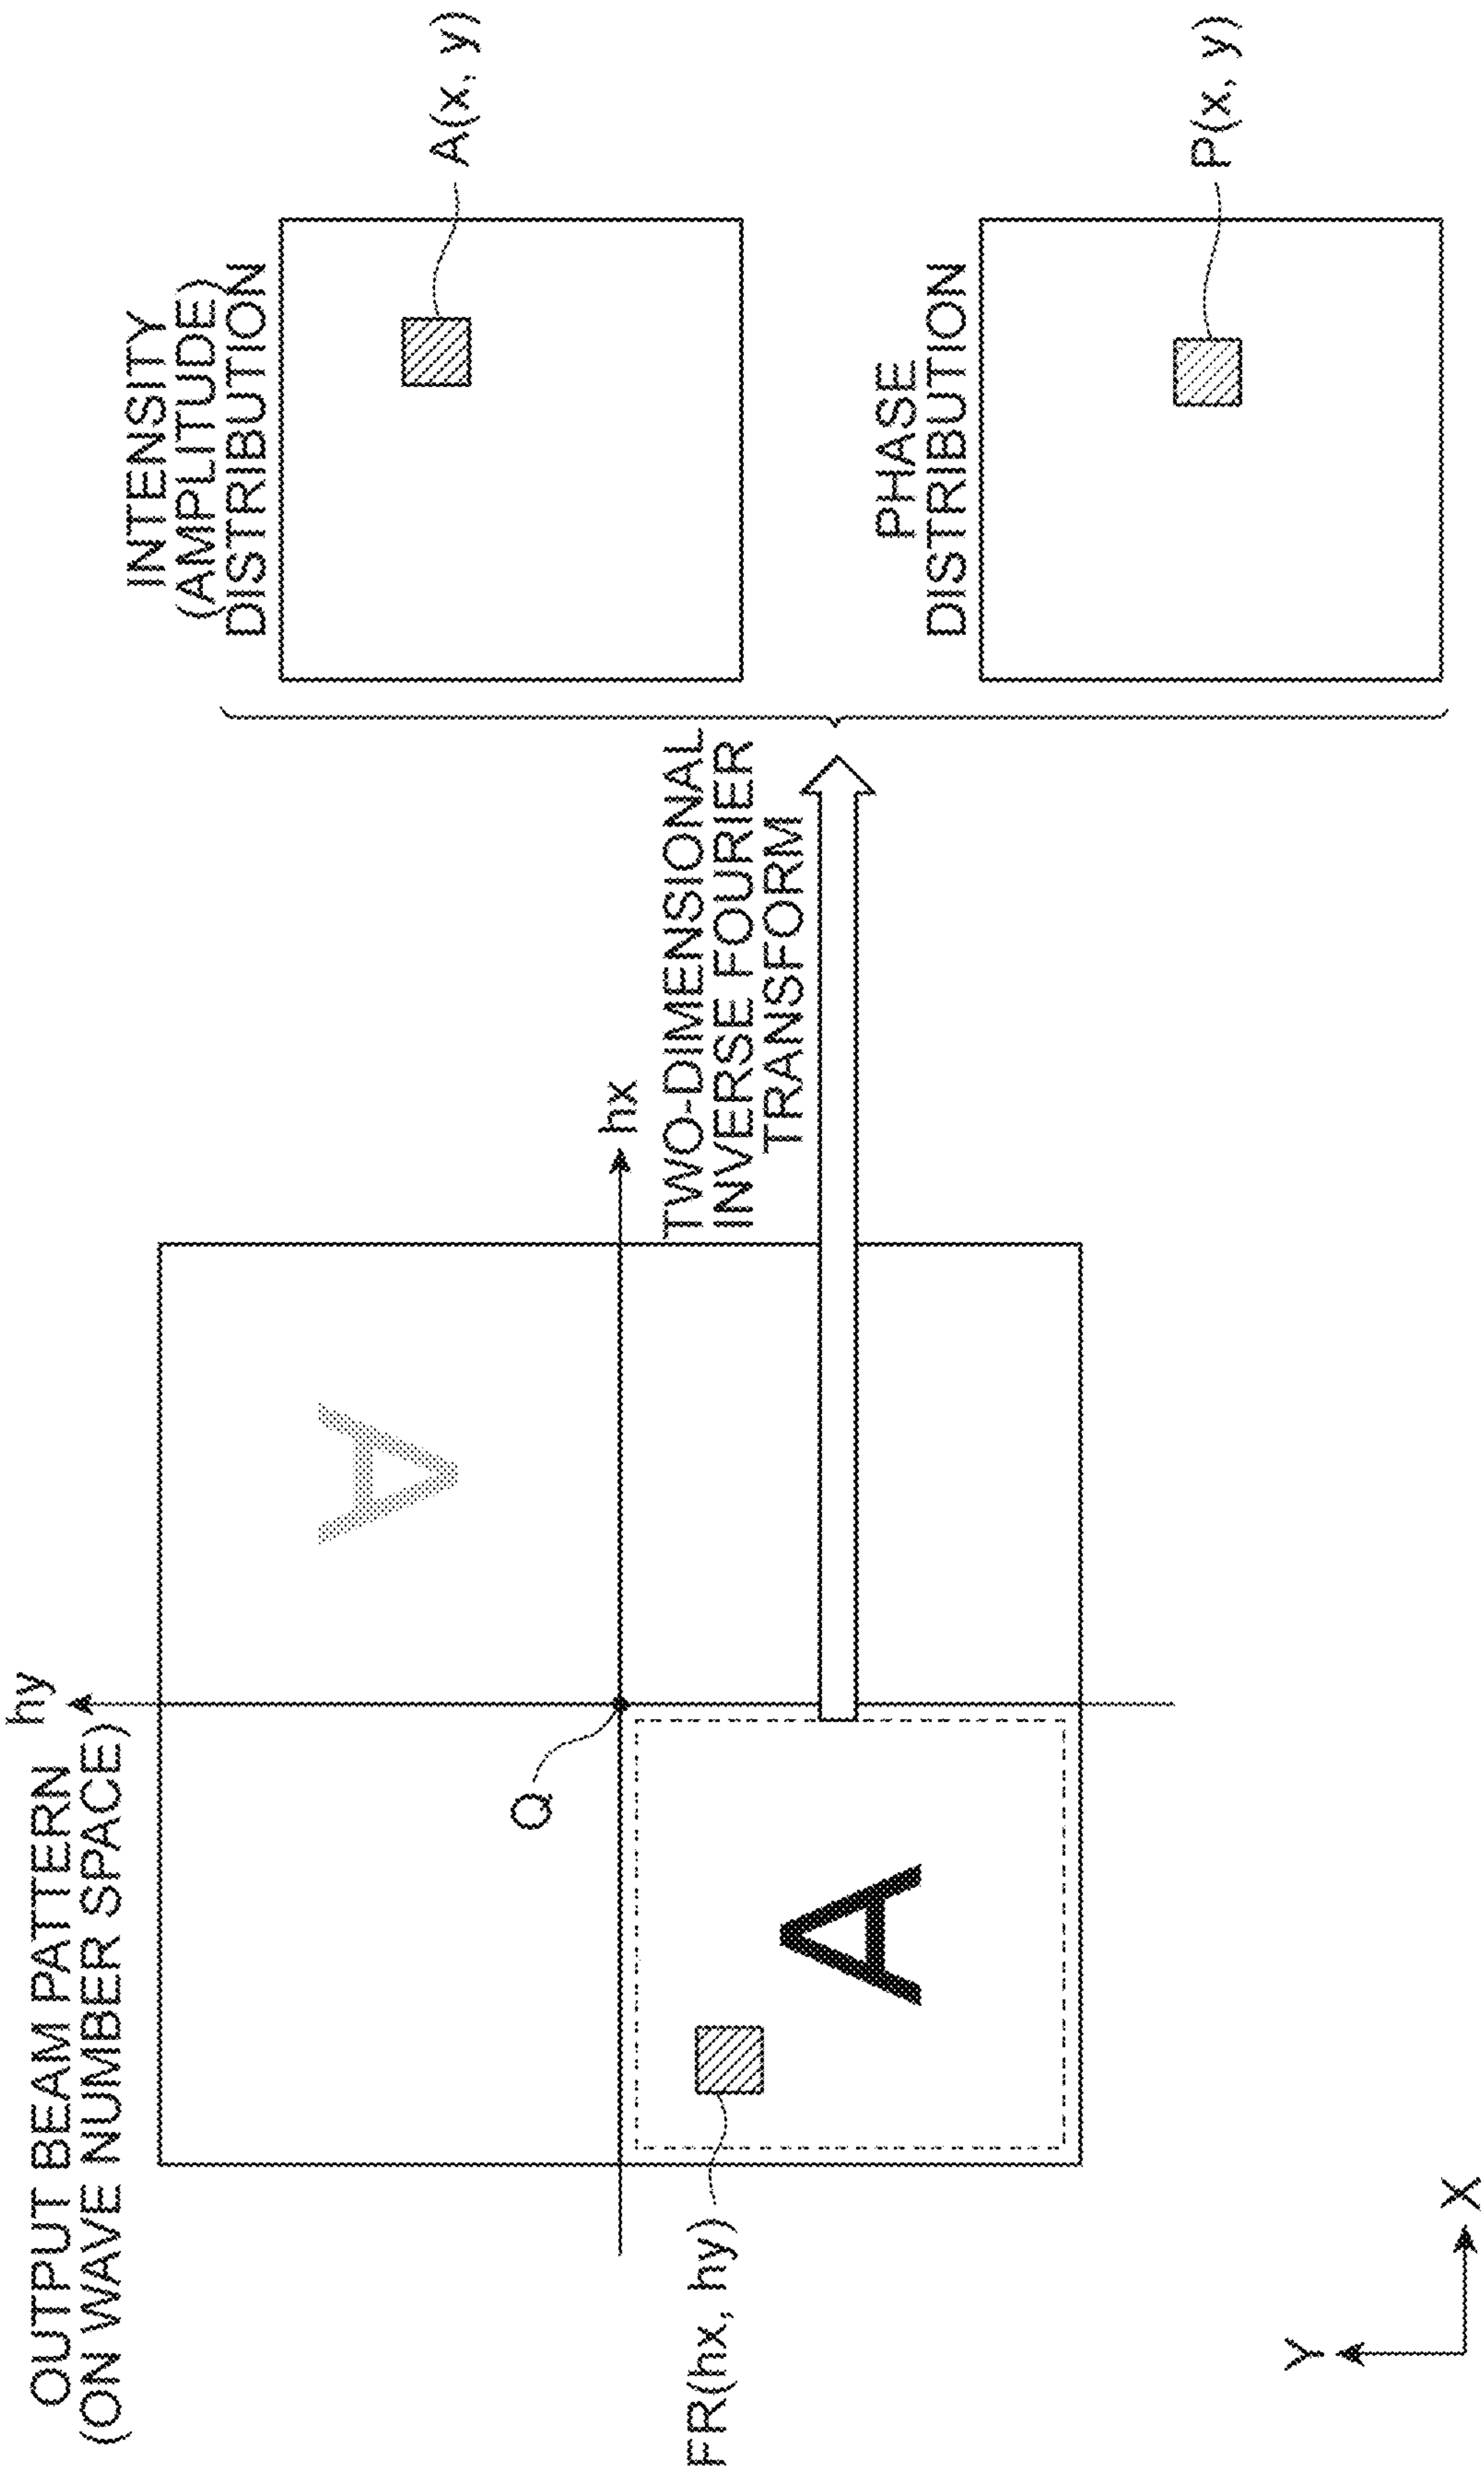 OUTPUT BEAM PATTERN
(ON WAVE NUMBER SPACE)
hy
A
Q
hx
FR(hx, hy)
A
TWO-DIMENSIONAL
INVERSE FOURIER
TRANSFORM
INTENSITY
(AMPLITUDE)
DISTRIBUTION
A(x, y)
PHASE
DISTRIBUTION
P(x, y)
Y
X